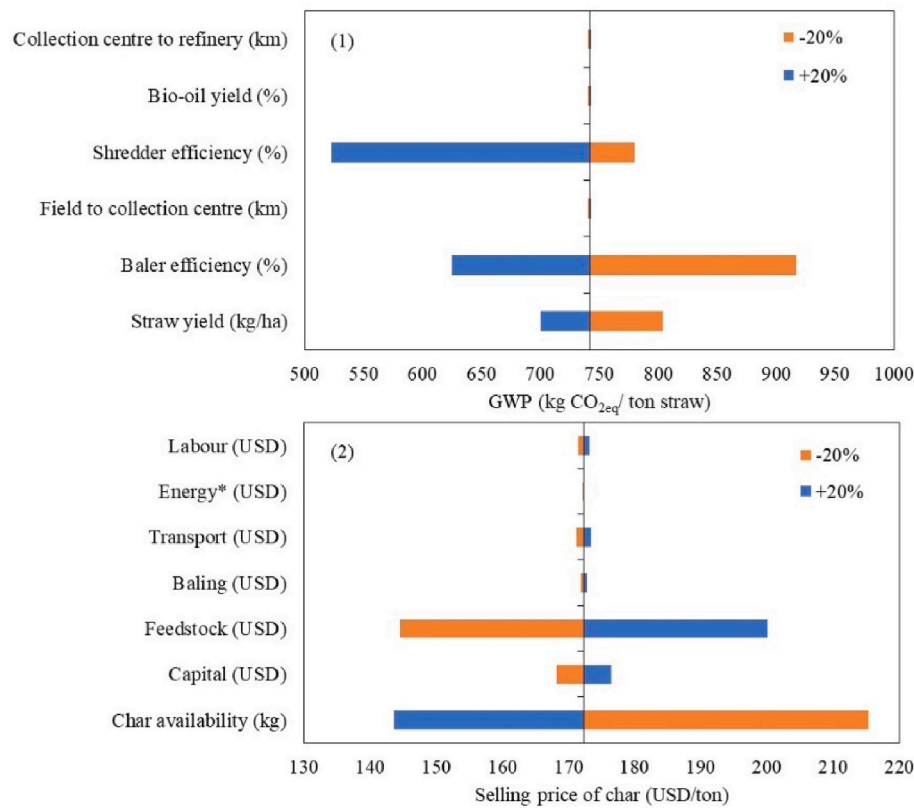 (1)
-20%
+20%
Collection centre to refinery (km)
Bio-oil yield (%)
Shredder efficiency (%)
Field to collection centre (km)
Baler efficiency (%)
Straw yield (kg/ha)
500 550 600 650 700 750 800 850 900 950 1000
GWP (kg CO2eq/ ton straw)
(2)
-20%
+20%
Labour (USD)
Energy* (USD)
Transport (USD)
Baling (USD)
Feedstock (USD)
Capital (USD)
Char availability (kg)
130 140 150 160 170 180 190 200 210 220
Selling price of char (USD/ton)